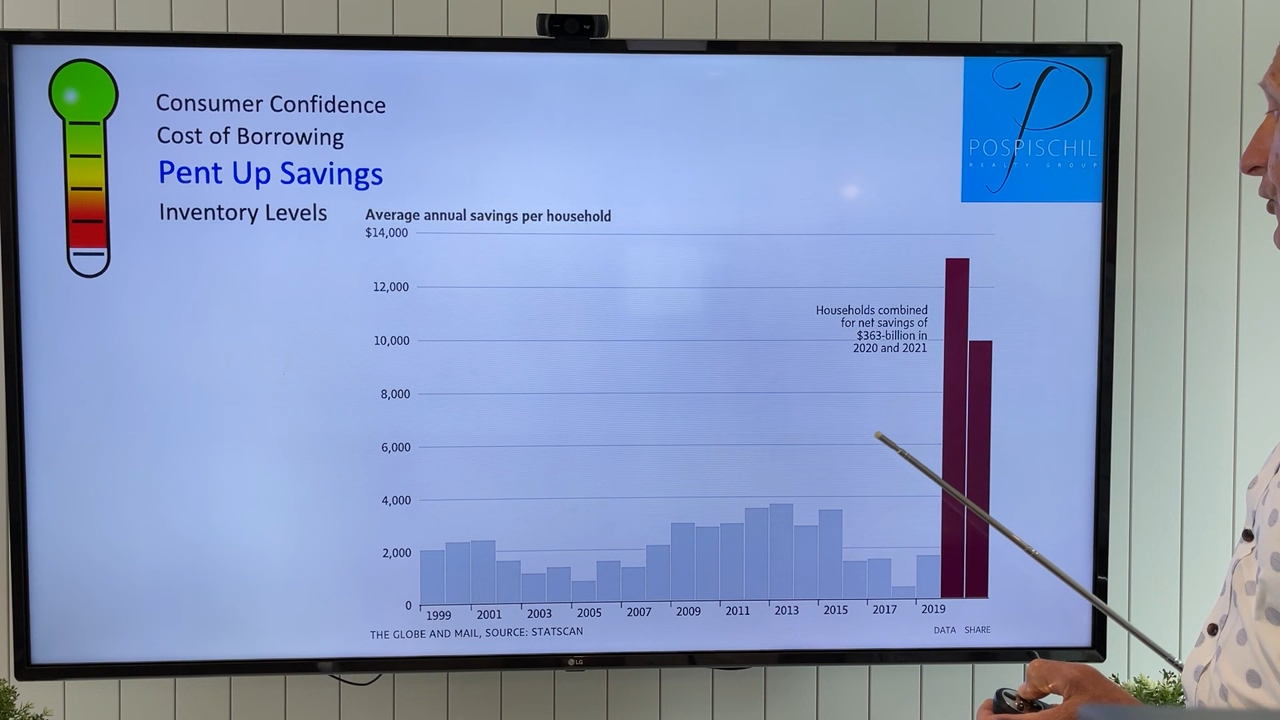 Consumer Confidence
Cost of Borrowing
Pent Up Savings
Inventory Levels
POSPISCHIL
REALTY GROUP
Average annual savings per household
$14,000
12,000
10,000
8,000
6,000
4,000
2,000
0
Households combined
for net savings of
$363-billion in
2020 and 2021
1999 2001 2003 2005 2007 2009 2011 2013 2015 2017 2019
THE GLOBE AND MAIL, SOURCE: STATSCAN
DATA SHARE
LG